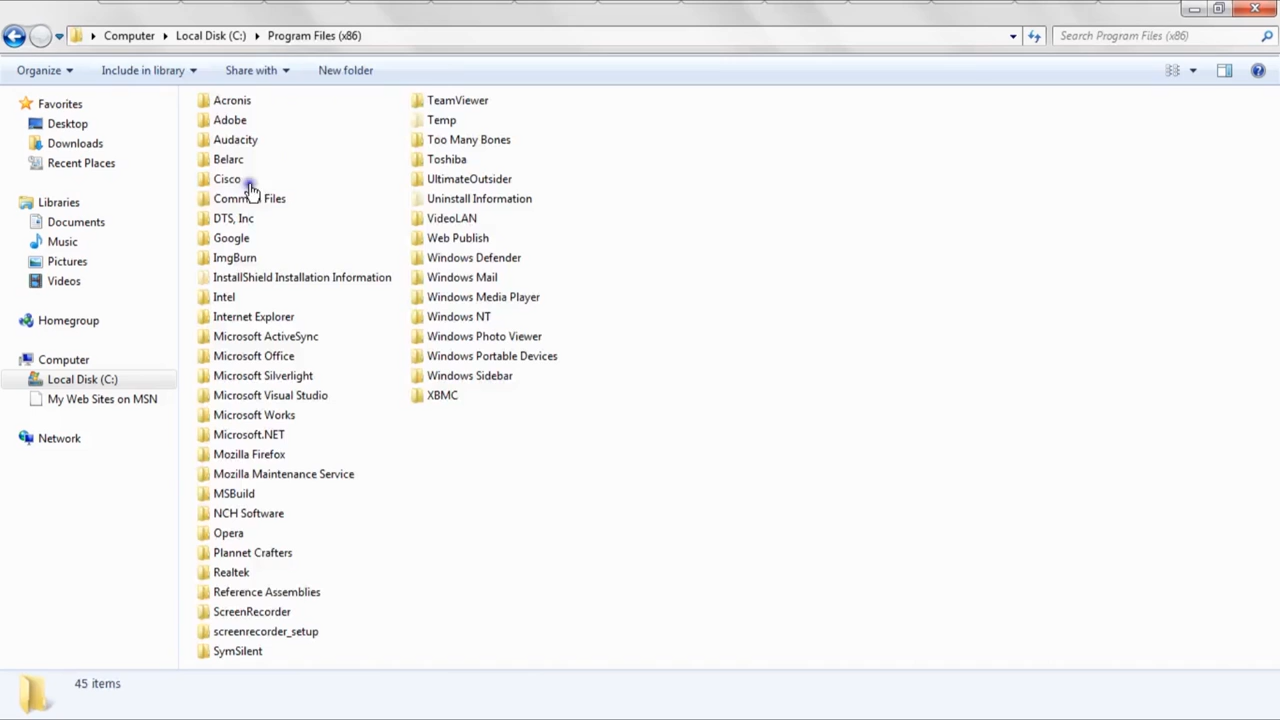 Computer Local Disk (C:) Program Files (x86)
Search Program Files (x86)
Organize Include in library Share with New folder
Favorites
Desktop
Downloads
Recent Places
Libraries
Documents
Music
Pictures
Videos
Homegroup
Computer
Local Disk (C:)
My Web Sites on MSN
Network
Acronis
Adobe
Audacity
Belarc
Cisco
Files
DTS, Inc
Google
ImgBurn
InstallShield Installation Information
Intel
Internet Explorer
Microsoft ActiveSync
Microsoft Office
Microsoft Silverlight
Microsoft Visual Studio
Microsoft Works
Microsoft.NET
Mozilla Firefox
Mozilla Maintenance Service
MSBuild
NCH Software
Opera
Plannet Crafters
Realtek
Reference Assemblies
ScreenRecorder
screenrecorder_setup
SymSilent
TeamViewer
Temp
Too Many Bones
Toshiba
UltimateOutsider
Uninstall Information
VideoLAN
Web Publish
Windows Defender
Windows Mail
Windows Media Player
Windows NT
Windows Photo Viewer
Windows Portable Devices
Windows Sidebar
XBMC
45 items